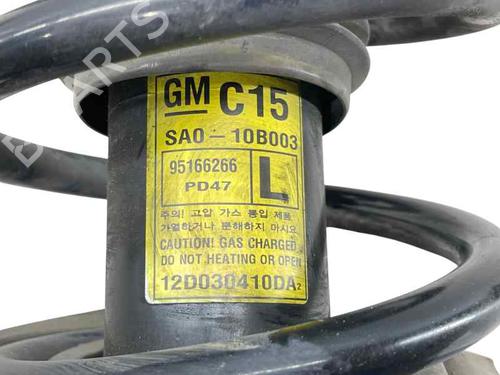 GM C15
SA0-10B003
95166266
PD47
L
주의! 고압 가스 봉입 제품
가열하거나 분해하지 마시오
CAUTION! GAS CHARGED
DO NOT HEATING OR OPEN
12D030410DA2
PARTS